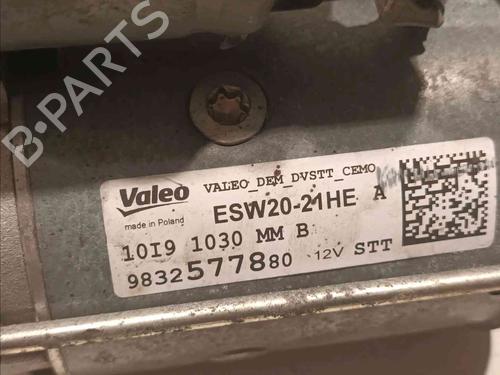 B-PARTS
Valeo
VALEO_DEM_DVSTT_CEMO
made in Poland
ESW20-21HE A
10I9 1030 MM B
9832577880 12V STT